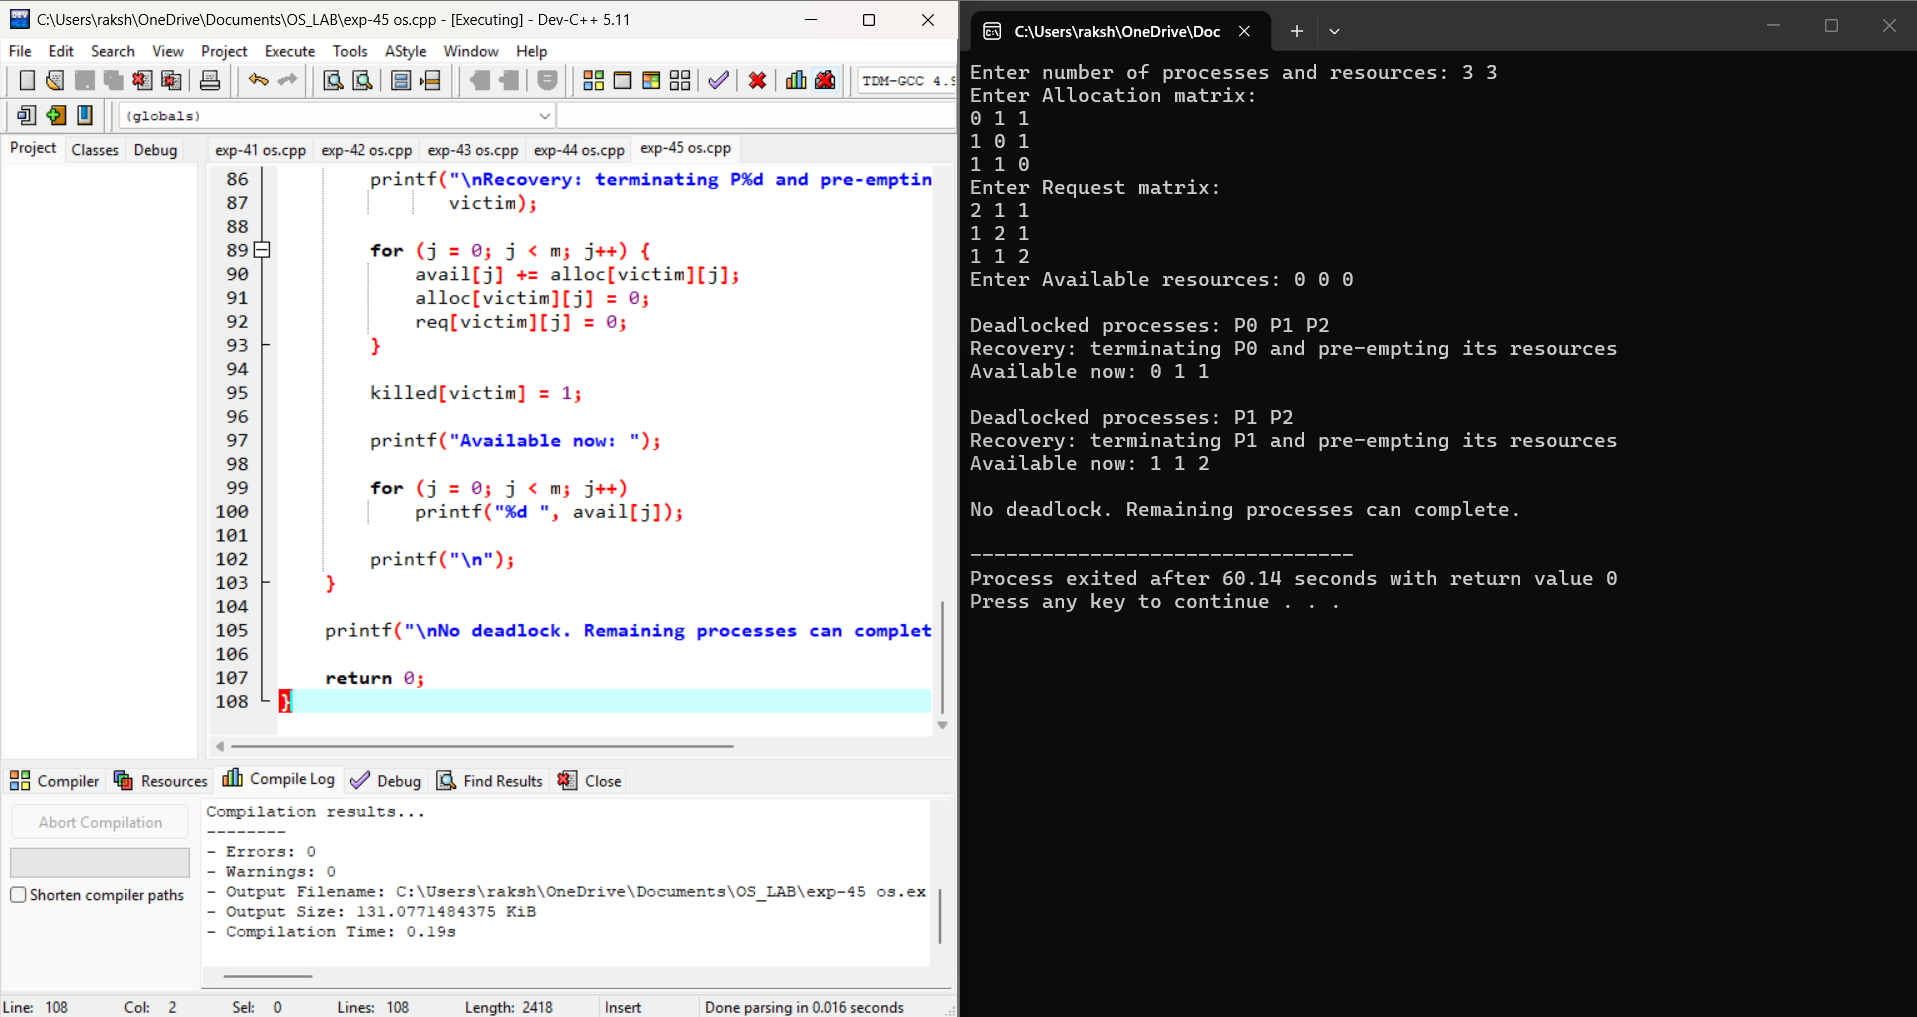 C:\Users\raksh\OneDrive\Documents\OS_LAB\exp-45 os.cpp - [Executing] - Dev-C++ 5.11
File Edit Search View Project Execute Tools AStyle Window Help
TDM-GCC 4.9
(globals)
Project Classes Debug
exp-41 os.cpp exp-42 os.cpp exp-43 os.cpp exp-44 os.cpp exp-45 os.cpp
86 printf("\nRecovery: terminating P%d and pre-emptin
87 victim);
88
89 for (j = 0; j < m; j++) {
90 avail[j] += alloc[victim][j];
91 alloc[victim][j] = 0;
92 req[victim][j] = 0;
93 }
94
95 killed[victim] = 1;
96
97 printf("Available now: ");
98
99 for (j = 0; j < m; j++)
100 printf("%d ", avail[j]);
101
102 printf("\n");
103 }
104
105 printf("\nNo deadlock. Remaining processes can complet
106
107 return 0;
108 }
Compiler Resources Compile Log Debug Find Results Close
Abort Compilation
Shorten compiler paths
Compilation results...
--------
- Errors: 0
- Warnings: 0
- Output Filename: C:\Users\raksh\OneDrive\Documents\OS_LAB\exp-45 os.ex
- Output Size: 131.0771484375 KiB
- Compilation Time: 0.19s
Line: 108 Col: 2 Sel: 0 Lines: 108 Length: 2418 Insert Done parsing in 0.016 seconds
C:\Users\raksh\OneDrive\Doc
Enter number of processes and resources: 3 3
Enter Allocation matrix:
0 1 1
1 0 1
1 1 0
Enter Request matrix:
2 1 1
1 2 1
1 1 2
Enter Available resources: 0 0 0
Deadlocked processes: P0 P1 P2
Recovery: terminating P0 and pre-empting its resources
Available now: 0 1 1
Deadlocked processes: P1 P2
Recovery: terminating P1 and pre-empting its resources
Available now: 1 1 2
No deadlock. Remaining processes can complete.
--------------------------------
Process exited after 60.14 seconds with return value 0
Press any key to continue . . .